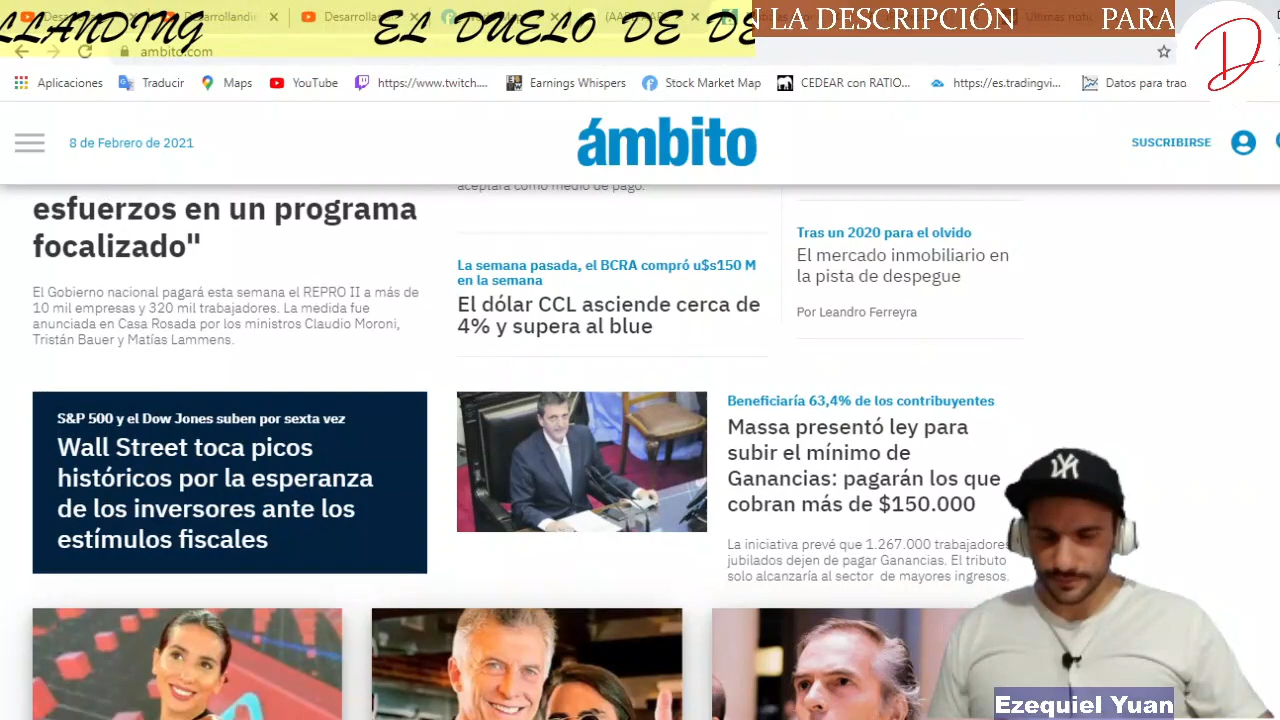 LLANDING
EL DUELO DE DE
N LA DESCRIPCIÓN PARA
D
Desarrollandi
Desarrolla
(AA
Últimas noti
ambito.com
Aplicaciones
Traducir
Maps
YouTube
https://www.twitch....
Earnings Whispers
Stock Market Map
CEDEAR con RATIO...
https://es.tradingvi...
Datos para trad
8 de Febrero de 2021
ámbito
SUSCRIBIRSE
esfuerzos en un programa
focalizado"
El Gobierno nacional pagará esta semana el REPRO II a más de
10 mil empresas y 320 mil trabajadores. La medida fue
anunciada en Casa Rosada por los ministros Claudio Moroni,
Tristán Bauer y Matías Lammens.
aceptará como medio de pago.
La semana pasada, el BCRA compró u$s150 M
en la semana
El dólar CCL asciende cerca de
4% y supera al blue
Tras un 2020 para el olvido
El mercado inmobiliario en
la pista de despegue
Por Leandro Ferreyra
S&P 500 y el Dow Jones suben por sexta vez
Wall Street toca picos
históricos por la esperanza
de los inversores ante los
estímulos fiscales
Beneficiaría 63,4% de los contribuyentes
Massa presentó ley para
subir el mínimo de
Ganancias: pagarán los que
cobran más de $150.000
La iniciativa prevé que 1.267.000 trabajadores
jubilados dejen de pagar Ganancias. El tributo
solo alcanzaría al sector de mayores ingresos.
NY
Ezequiel Yuan